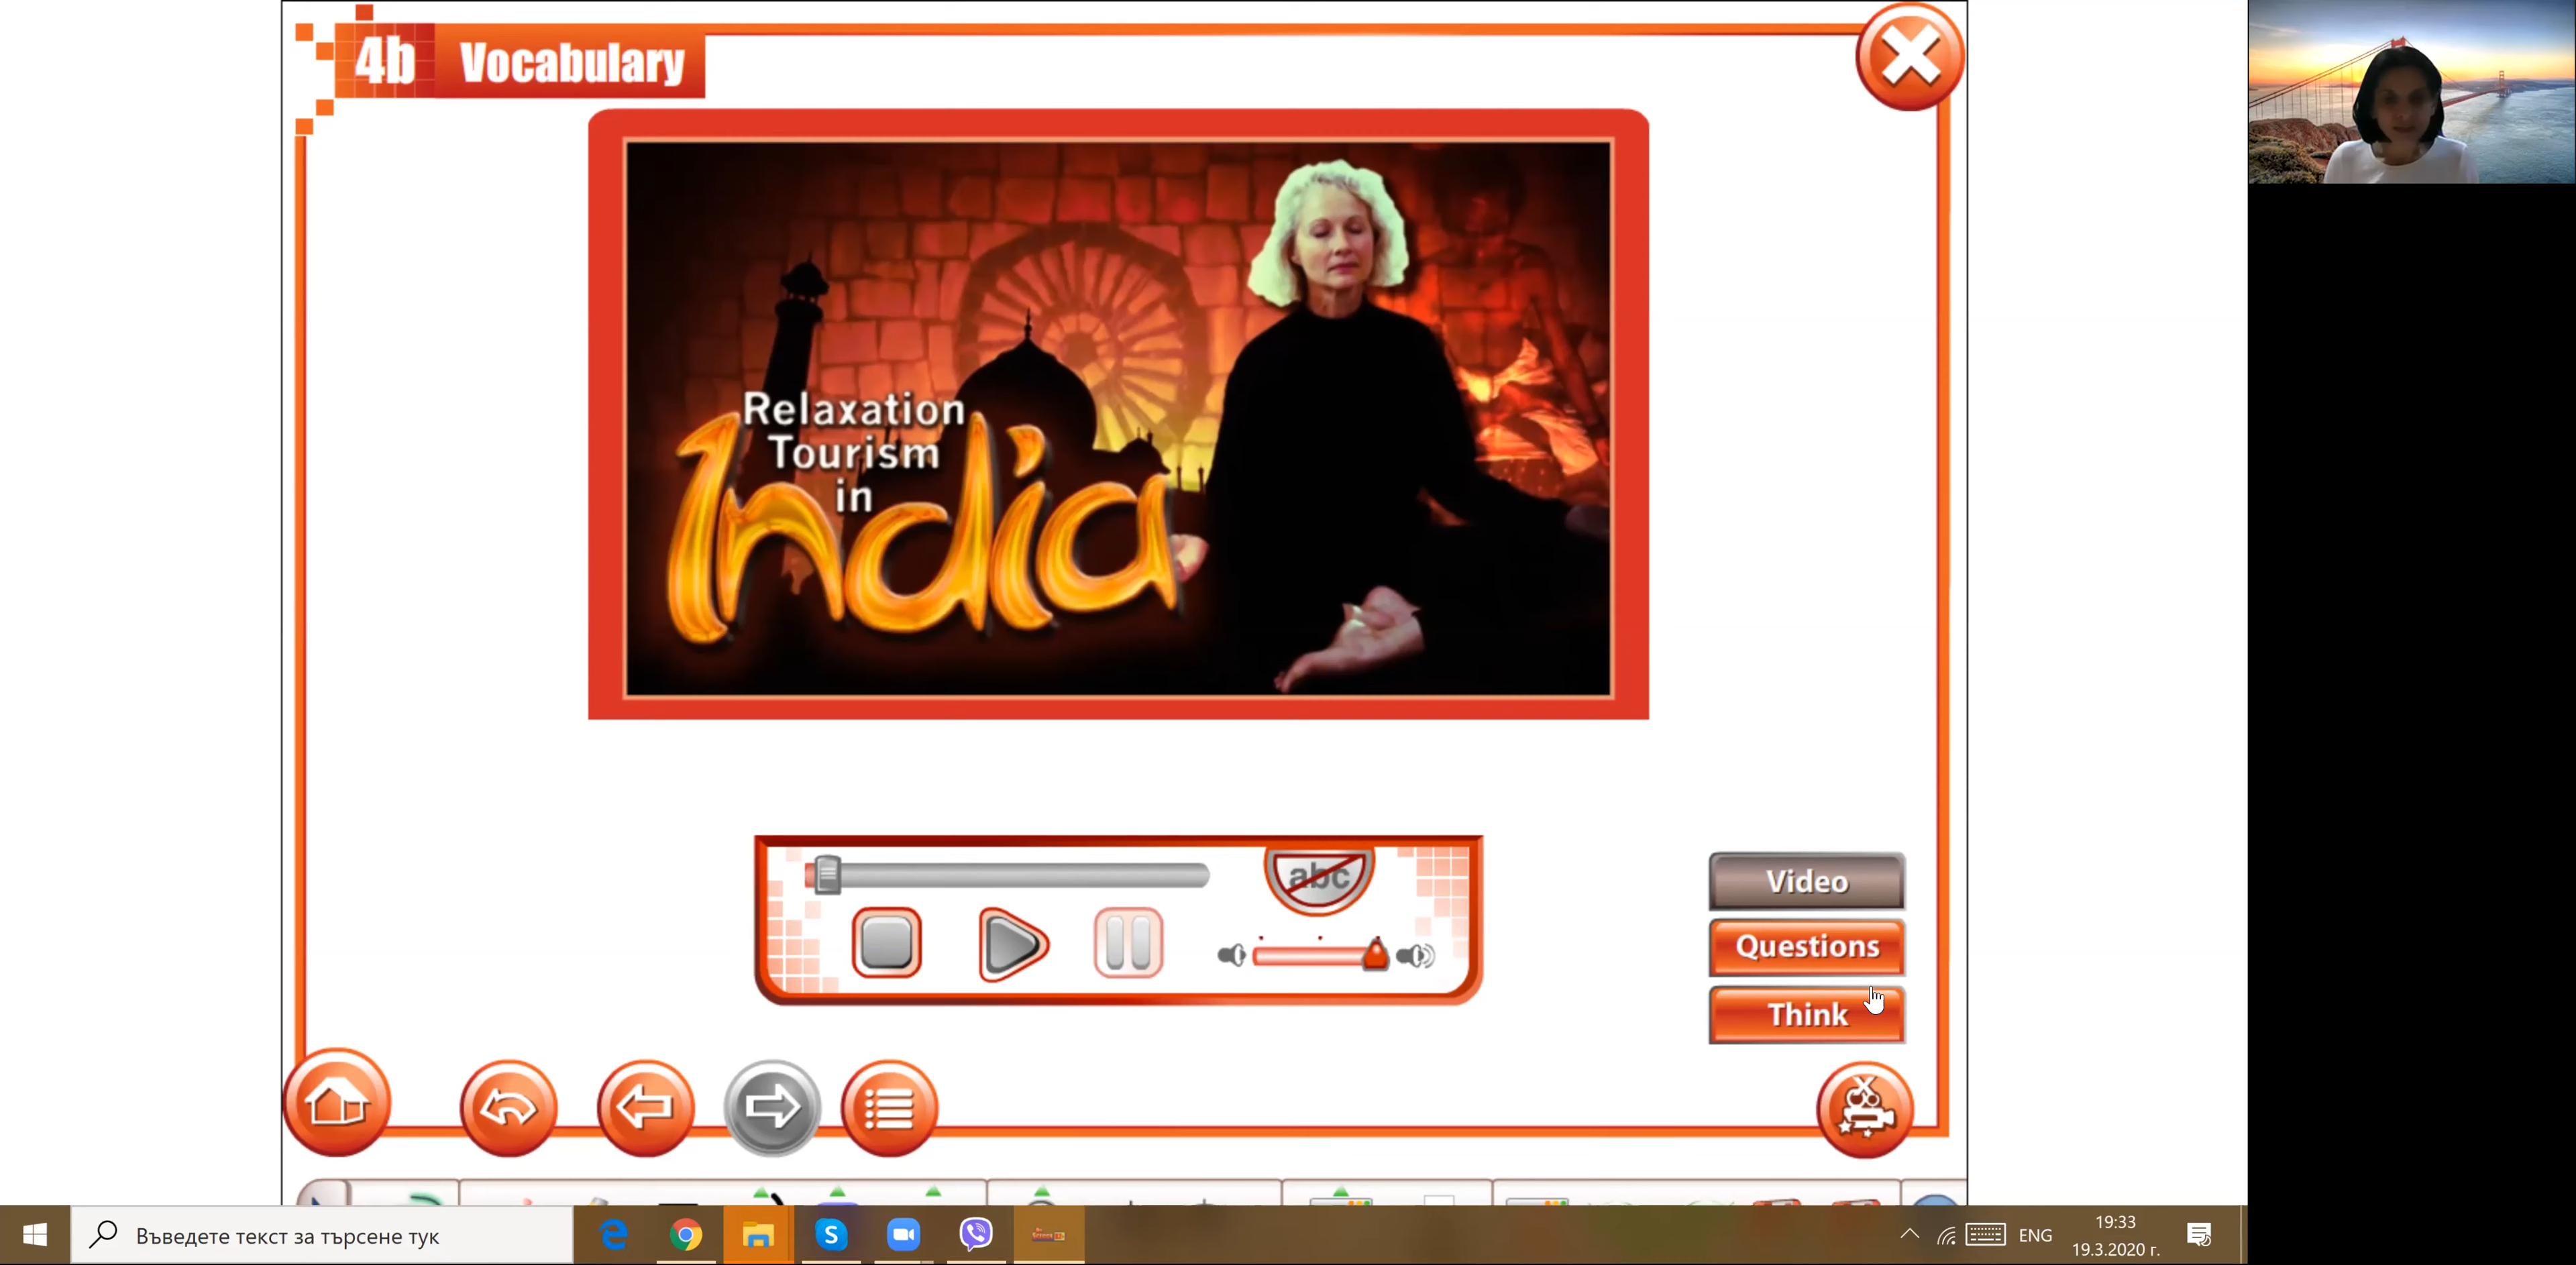 4b Vocabulary
Relaxation
Tourism
in
India
abc
Video
Questions
Think
Въведете текст за търсене тук
ENG
19:33
19.3.2020 г.